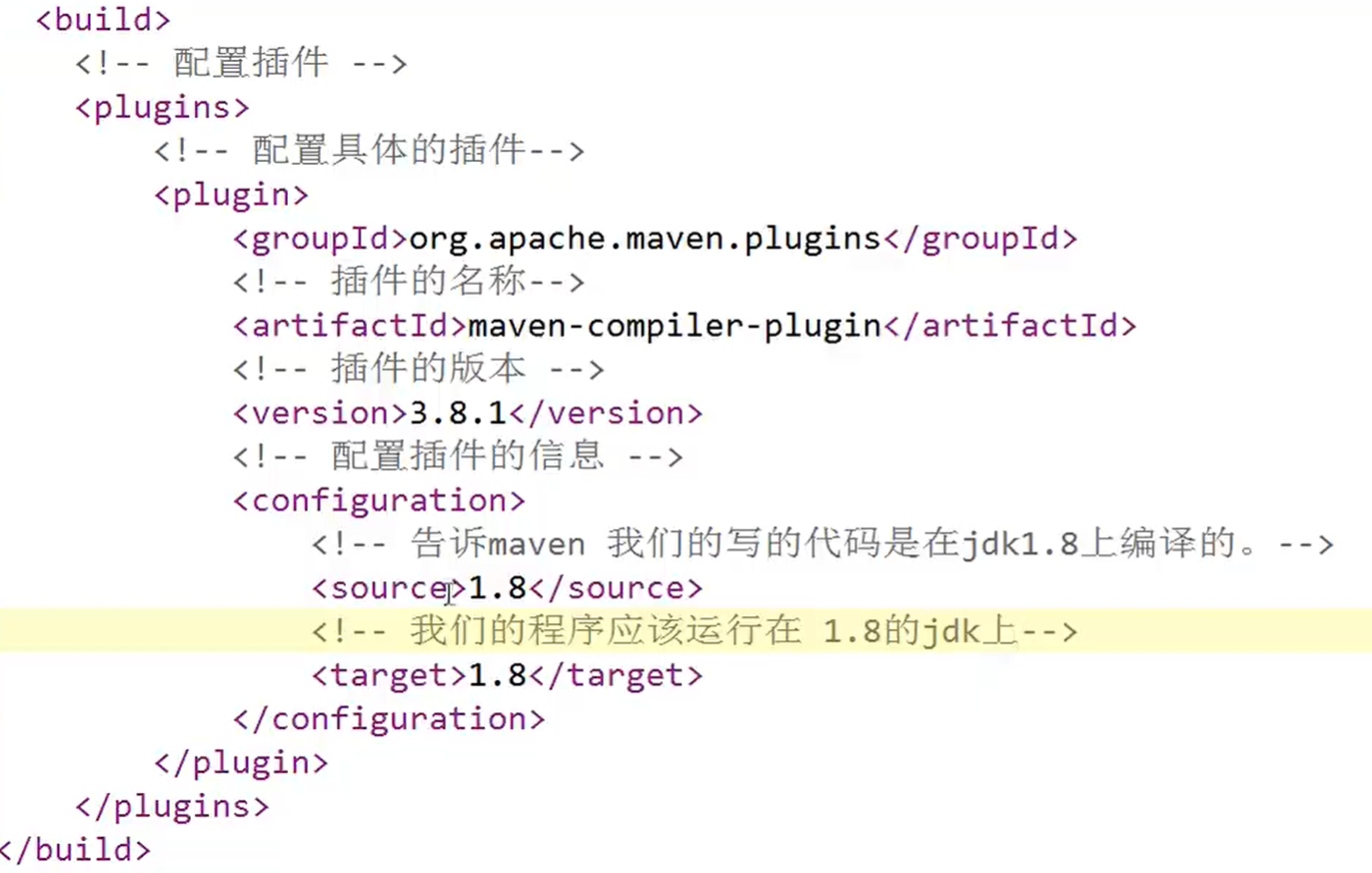 <build>
<!-- 配置插件 -->
<plugins>
<!-- 配置具体的插件-->
<plugin>
<groupId>org.apache.maven.plugins</groupId>
<!-- 插件的名称-->
<artifactId>maven-compiler-plugin</artifactId>
<!-- 插件的版本 -->
<version>3.8.1</version>
<!-- 配置插件的信息 -->
<configuration>
<!-- 告诉maven 我们的写的代码是在jdk1.8上编译的。-->
<source>1.8</source>
<!-- 我们的程序应该运行在 1.8的jdk上-->
<target>1.8</target>
</configuration>
</plugin>
</plugins>
</build>